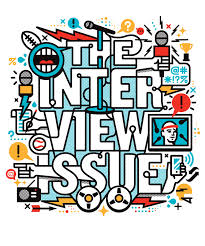 THE
INTER
VIEW
ISSUE
@#
*!?%